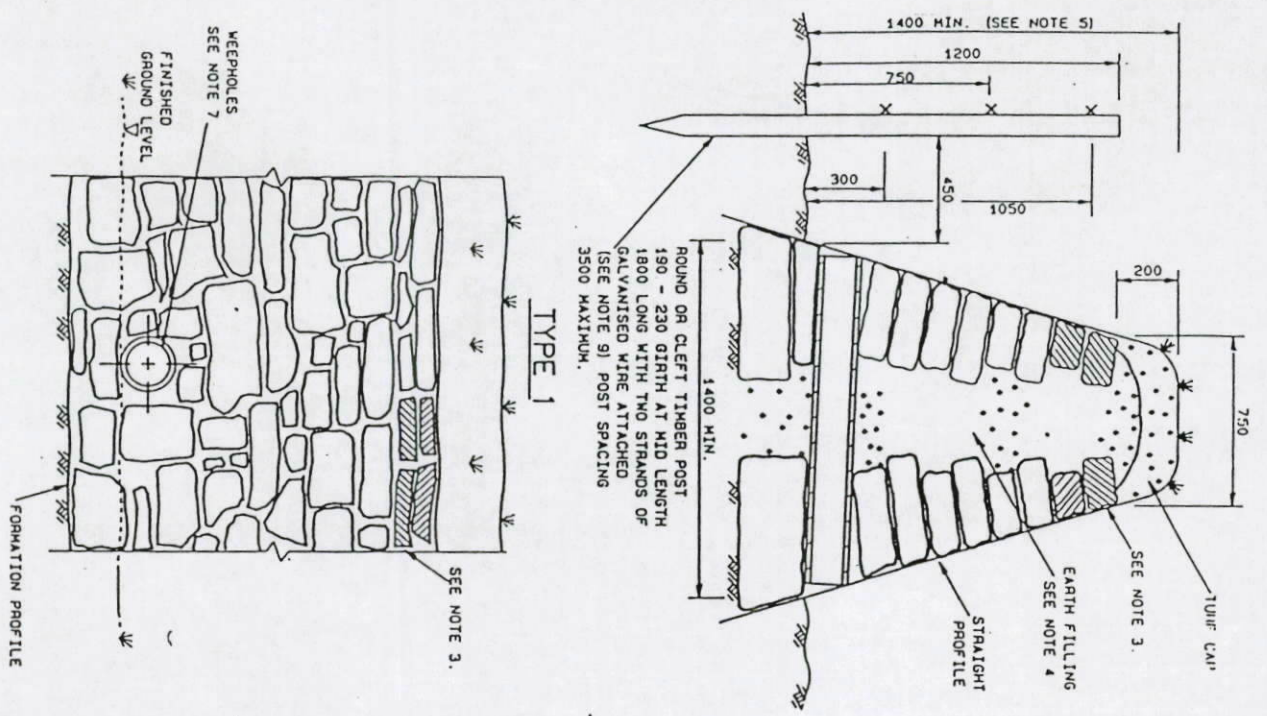 1400 MIN. (SEE NOTE 5)
1200
750
300
450
1050
200
750
1400 MIN.
ROUND OR CLEFT TIMBER POST
190 - 230 GIRTH AT MID LENGTH
1800 LONG WITH TWO STRANDS OF
GALVANISED WIRE ATTACHED
(SEE NOTE 9) POST SPACING
3500 MAXIMUM.
SEE NOTE 3.
EARTH FILLING
SEE NOTE 4
STRAIGHT
PROFILE
TYPE 1
WEEPHOLES
SEE NOTE 7
FINISHED
GROUND LEVEL
SEE NOTE 3.
FORMATION PROFILE